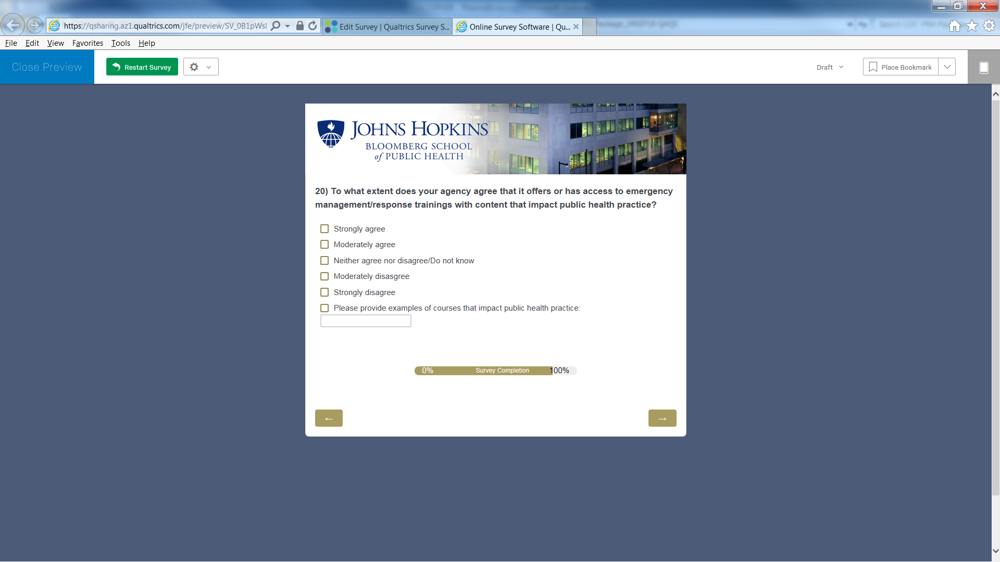 https://qsharing.az1.qualtrics.com/jfe/preview/SV_0B1pWsl
Edit Survey | Qualtrics Survey S...
Online Survey Software | Qu...
File Edit View Favorites Tools Help
Close Preview
Restart Survey
Draft
Place Bookmark
JOHNS HOPKINS
BLOOMBERG SCHOOL
of PUBLIC HEALTH
20) To what extent does your agency agree that it offers or has access to emergency
management/response trainings with content that impact public health practice?
Strongly agree
Moderately agree
Neither agree nor disagree/Do not know
Moderately disasgree
Strongly disagree
Please provide examples of courses that impact public health practice:
0% Survey Completion 100%